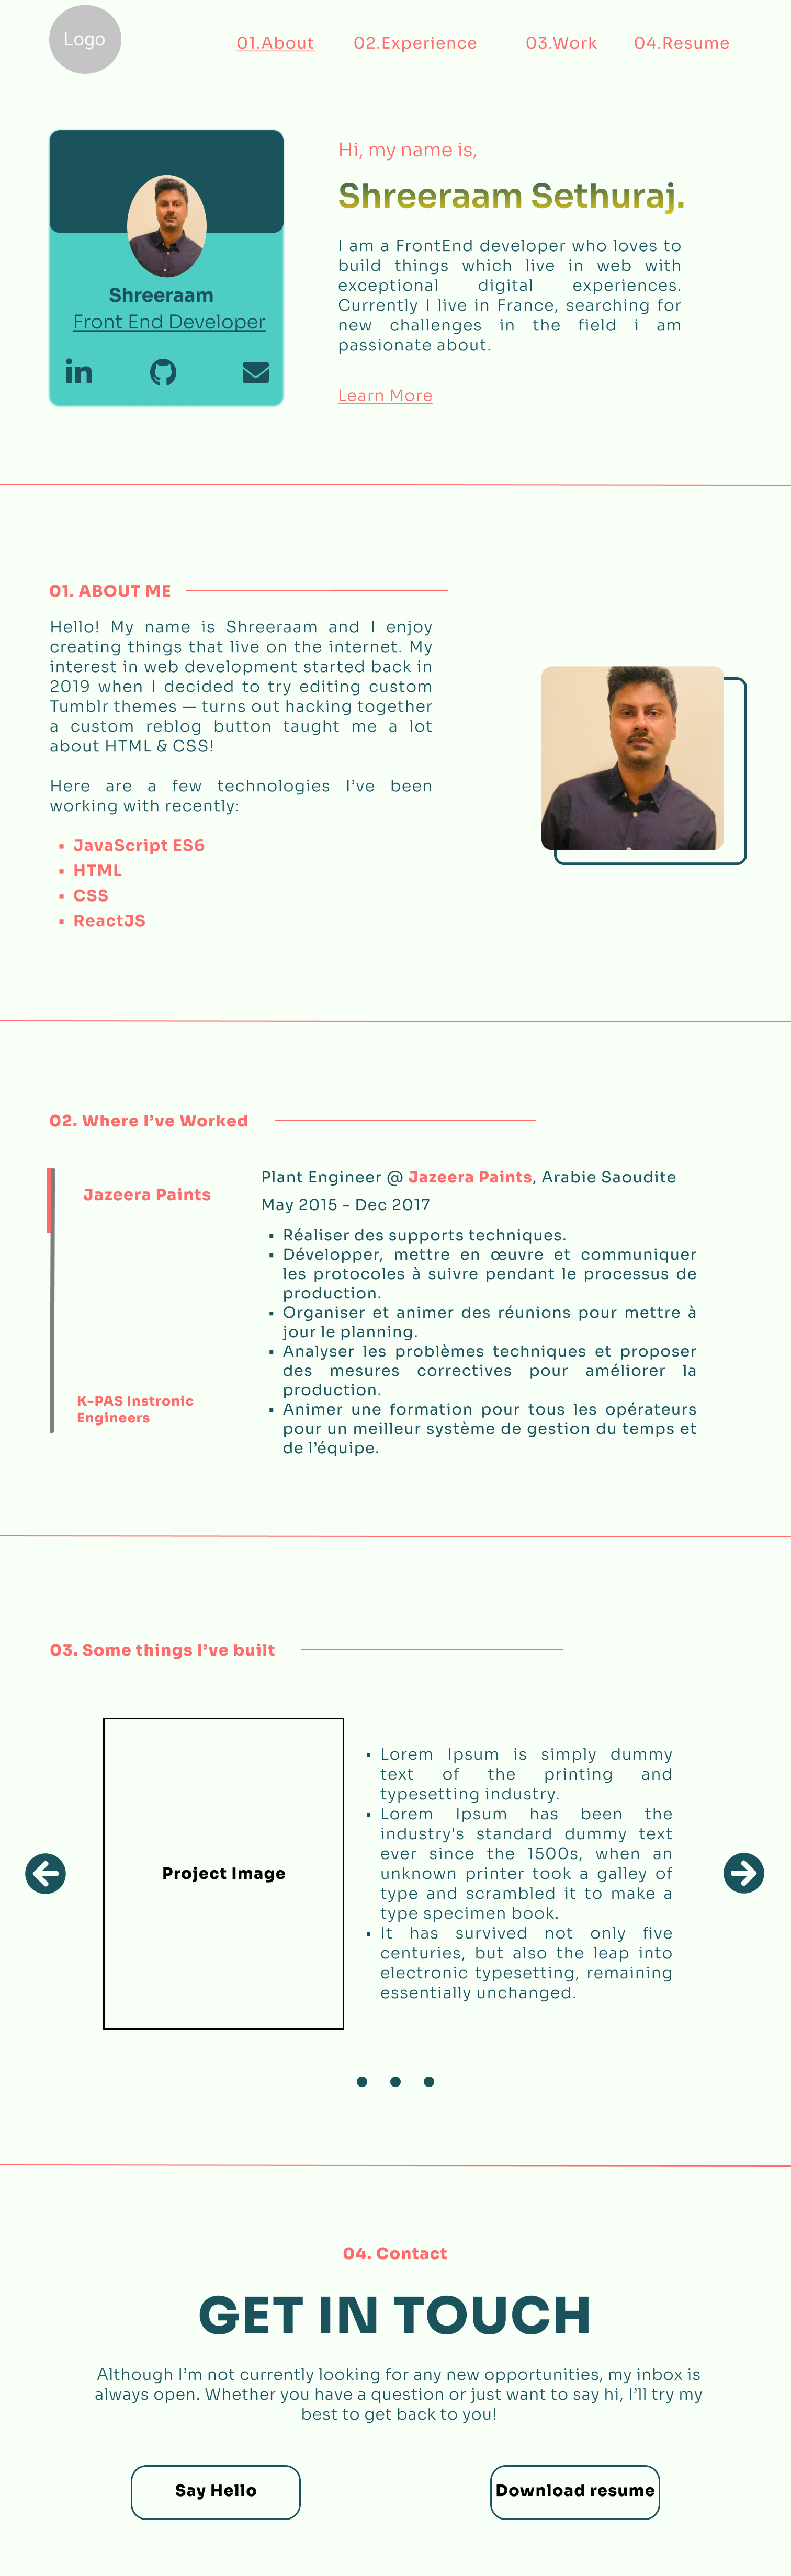 Logo
01.About
02.Experience
03.Work
04.Resume
Shreeraam
Front End Developer
Hi, my name is,
Shreeraam Sethuraj.
I am a FrontEnd developer who loves to
build things which live in web with
exceptional digital experiences.
Currently I live in France, searching for
new challenges in the field i am
passionate about.
Learn More
01. ABOUT ME
Hello! My name is Shreeraam and I enjoy
creating things that live on the internet. My
interest in web development started back in
2019 when I decided to try editing custom
Tumblr themes — turns out hacking together
a custom reblog button taught me a lot
about HTML & CSS!
Here are a few technologies I’ve been
working with recently:
▪ JavaScript ES6
▪ HTML
▪ CSS
▪ ReactJS
02. Where I’ve Worked
Jazeera Paints
K-PAS Instronic
Engineers
Plant Engineer @ Jazeera Paints, Arabie Saoudite
May 2015 - Dec 2017
▪ Réaliser des supports techniques.
▪ Développer, mettre en œuvre et communiquer
les protocoles à suivre pendant le processus de
production.
▪ Organiser et animer des réunions pour mettre à
jour le planning.
▪ Analyser les problèmes techniques et proposer
des mesures correctives pour améliorer la
production.
▪ Animer une formation pour tous les opérateurs
pour un meilleur système de gestion du temps et
de l’équipe.
03. Some things I’ve built
Project Image
▪ Lorem Ipsum is simply dummy
text of the printing and
typesetting industry.
▪ Lorem Ipsum has been the
industry's standard dummy text
ever since the 1500s, when an
unknown printer took a galley of
type and scrambled it to make a
type specimen book.
▪ It has survived not only five
centuries, but also the leap into
electronic typesetting, remaining
essentially unchanged.
04. Contact
GET IN TOUCH
Although I’m not currently looking for any new opportunities, my inbox is
always open. Whether you have a question or just want to say hi, I’ll try my
best to get back to you!
Say Hello
Download resume